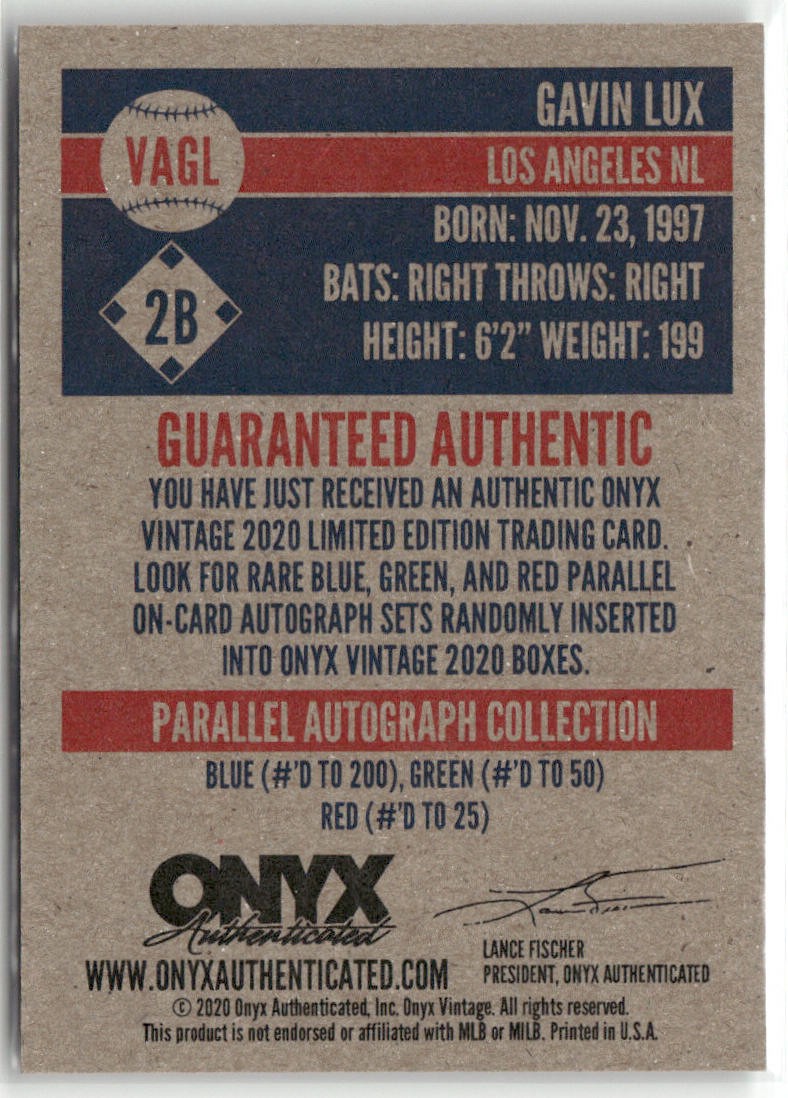 GAVIN LUX
VAGL
LOS ANGELES NL
BORN: NOV. 23, 1997
2B
BATS: RIGHT THROWS: RIGHT
HEIGHT: 6'2" WEIGHT: 199
GUARANTEED AUTHENTIC
YOU HAVE JUST RECEIVED AN AUTHENTIC ONYX
VINTAGE 2020 LIMITED EDITION TRADING CARD.
LOOK FOR RARE BLUE, GREEN, AND RED PARALLEL
ON-CARD AUTOGRAPH SETS RANDOMLY INSERTED
INTO ONYX VINTAGE 2020 BOXES.
PARALLEL AUTOGRAPH COLLECTION
BLUE (#'D TO 200), GREEN (#'D TO 50)
RED (#'D TO 25)
ONYX
Authenticated
WWW.ONYXAUTHENTICATED.COM
LANCE FISCHER
PRESIDENT, ONYX AUTHENTICATED
© 2020 Onyx Authenticated, Inc. Onyx Vintage. All rights reserved.
This product is not endorsed or affiliated with MLB or MILB. Printed in U.S.A.